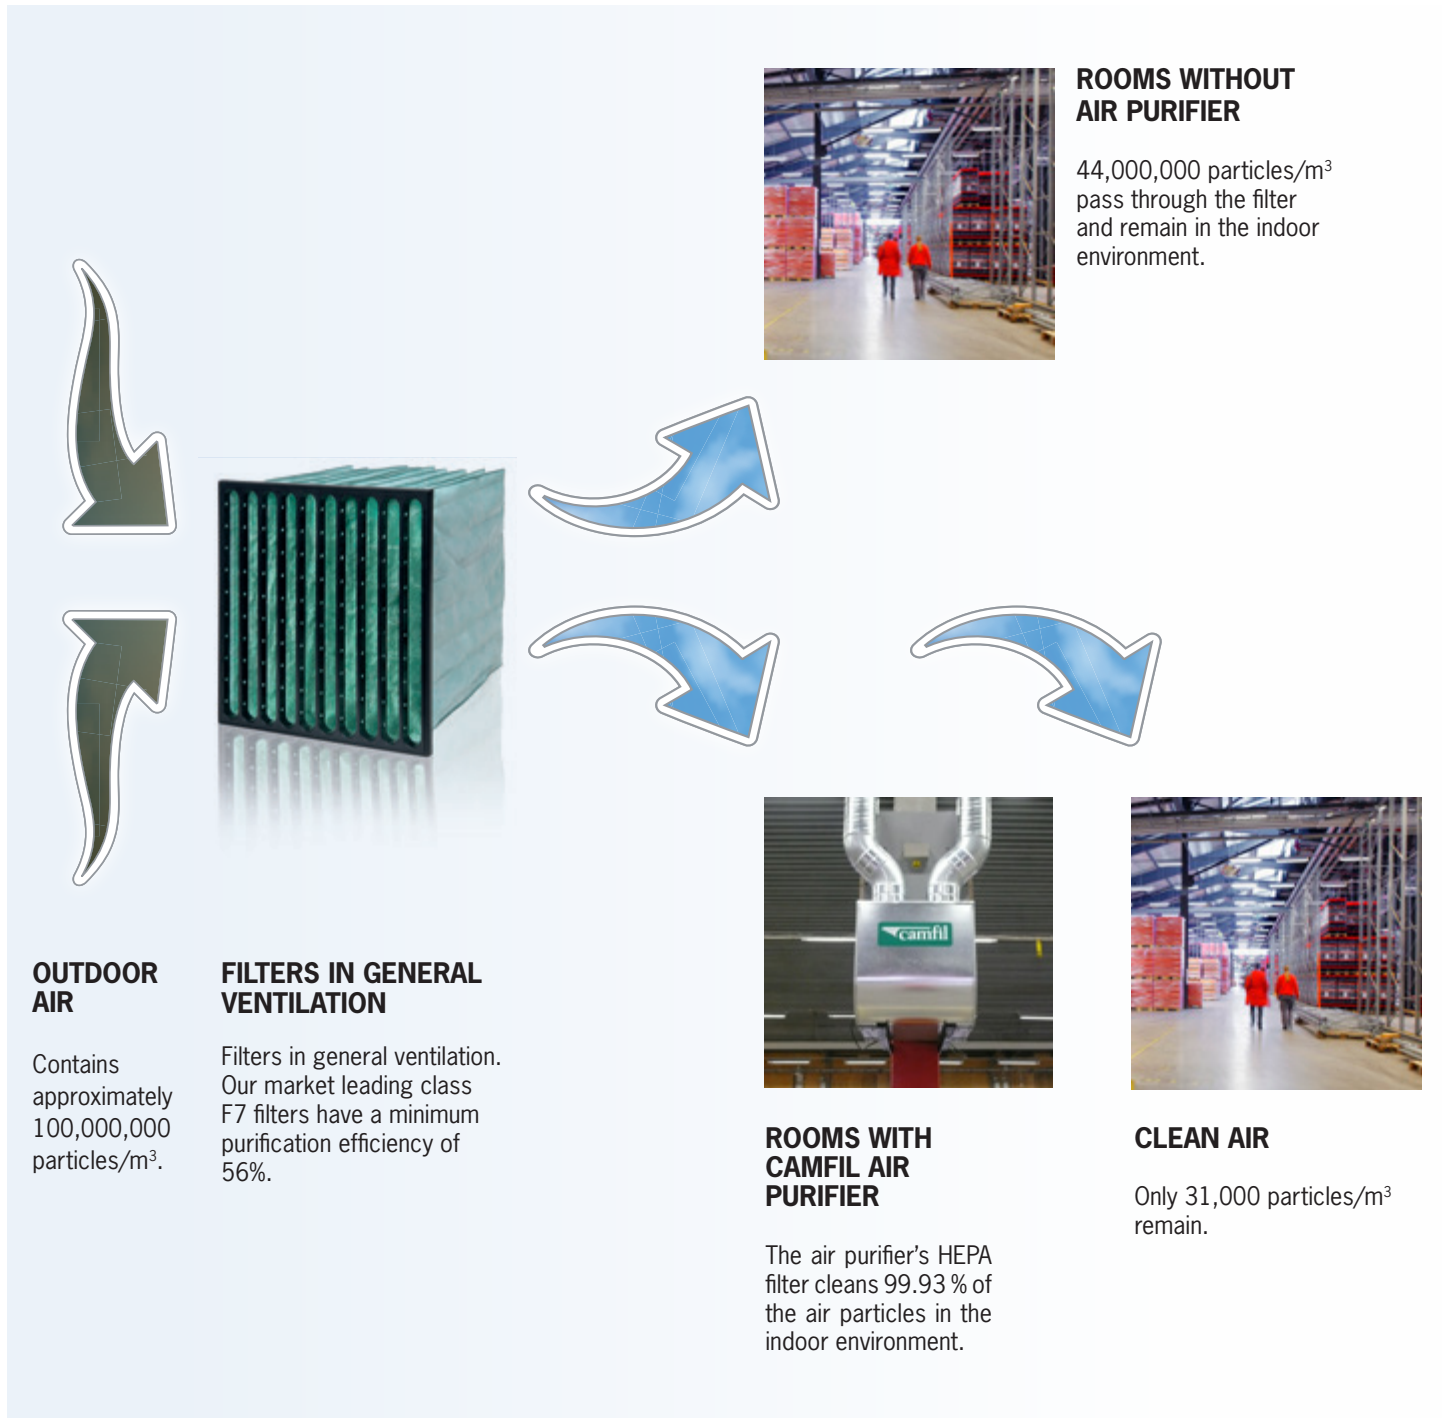 ROOMS WITHOUT
AIR PURIFIER
44,000,000 particles/m³
pass through the filter
and remain in the indoor
environment.
OUTDOOR
AIR
Contains
approximately
100,000,000
particles/m³.
FILTERS IN GENERAL
VENTILATION
Filters in general ventilation.
Our market leading class
F7 filters have a minimum
purification efficiency of
56%.
camfil
ROOMS WITH
CAMFIL AIR
PURIFIER
The air purifier’s HEPA
filter cleans 99.93 % of
the air particles in the
indoor environment.
CLEAN AIR
Only 31,000 particles/m³
remain.